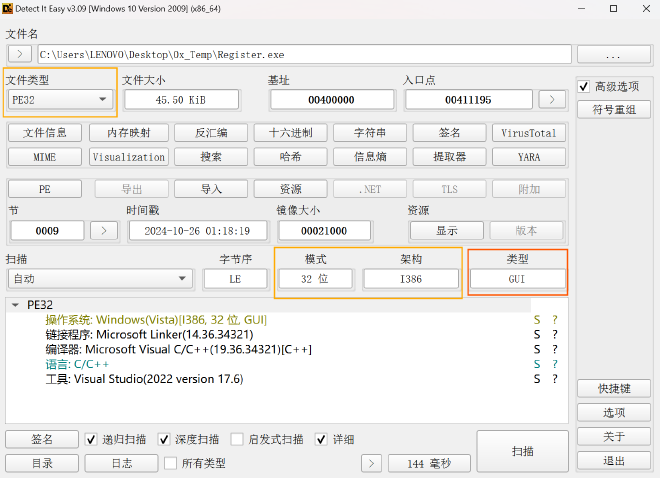 Detect It Easy v3.09 [Windows 10 Version 2009] (x86_64)
文件名
> C:\Users\LENOVO\Desktop\0x_Temp\Register.exe ...
文件类型 文件大小 基址 入口点
PE32 45.50 KiB 00400000 00411195 >
高级选项
符号重组
文件信息 内存映射 反汇编 十六进制 字符串 签名 VirusTotal
MIME Visualization 搜索 哈希 信息熵 提取器 YARA
PE 导出 导入 资源 .NET TLS 附加
节 时间戳 镜像大小 资源
0009 > 2024-10-26 01:18:19 00021000 显示 版本
扫描 字节序 模式 架构 类型
自动 LE 32 位 I386 GUI
PE32
操作系统: Windows(Vista)[I386, 32 位, GUI] S ?
链接程序: Microsoft Linker(14.36.34321) S ?
编译器: Microsoft Visual C/C++(19.36.34321)[C++] S ?
语言: C/C++ S ?
工具: Visual Studio(2022 version 17.6) S ?
快捷键
选项
关于
退出
签名 递归扫描 深度扫描 启发式扫描 详细 扫描
目录 日志 所有类型 > 144 毫秒